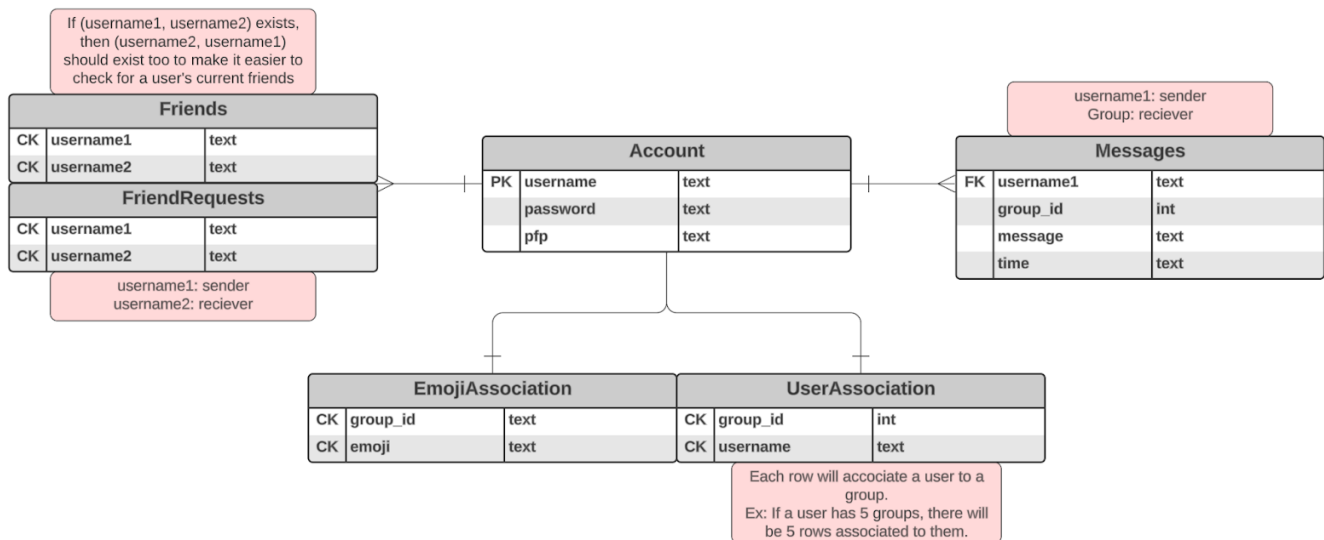 If (username1, username2) exists,
then (username2, username1)
should exist too to make it easier to
check for a user's current friends
Friends
CK username1 text
CK username2 text
FriendRequests
CK username1 text
CK username2 text
username1: sender
username2: reciever
Account
PK username text
password text
pfp text
username1: sender
Group: reciever
Messages
FK username1 text
group_id int
message text
time text
EmojiAssociation
CK group_id text
CK emoji text
UserAssociation
CK group_id int
CK username text
Each row will accociate a user to a
group.
Ex: If a user has 5 groups, there will
be 5 rows associated to them.